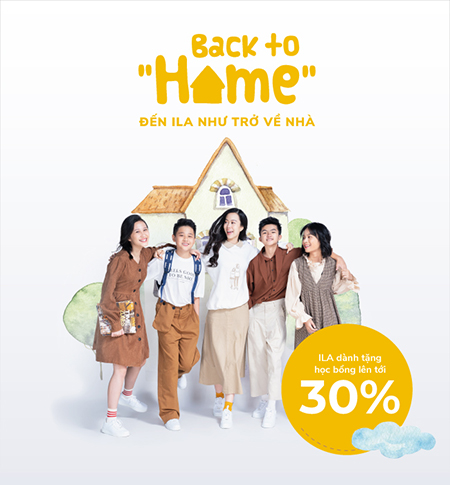 Back to
"Home"
ĐẾN ILA NHƯ TRỞ VỀ NHÀ
ILA dành tặng
học bổng lên tới
30%